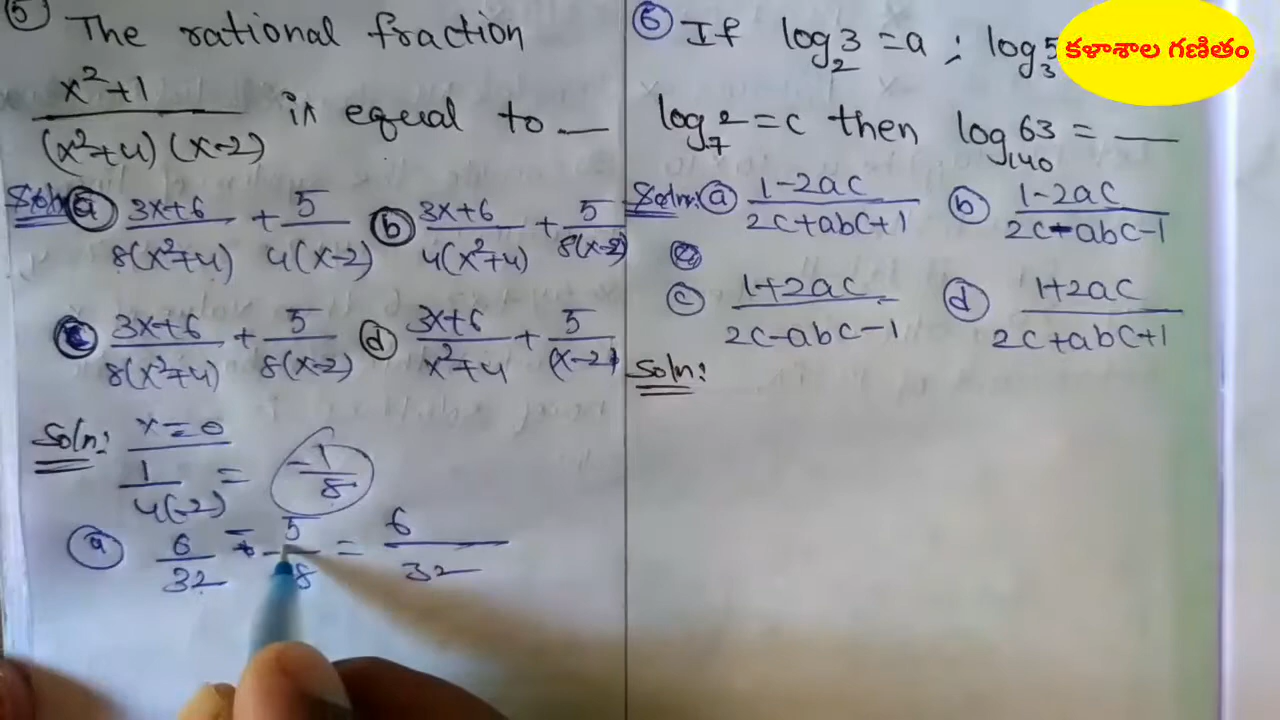 5 The rational fraction
x²+1 / (x²+4)(x-2) is equal to __
Soln: a (3x+6)/8(x²+4) + 5/4(x-2) b (3x+6)/4(x²+4) + 5/8(x-2)
c (3x+6)/8(x²+4) + 5/8(x-2) d (3x+6)/(x²+4) + 5/(x-2)
Soln: x=0
1/4(-2) = -1/8
a 6/32 - 5/8 = 6/32
6 If log₂3 = a ; log₃5
log₇2 = c then log₁₄₀63 = __
Soln: a (1-2ac)/(2c+abc+1) b (1-2ac)/(2c-abc-1)
c (1+2ac)/(2c-abc-1) d (1+2ac)/(2c+abc+1)
Soln:
కళాశాల గణితం